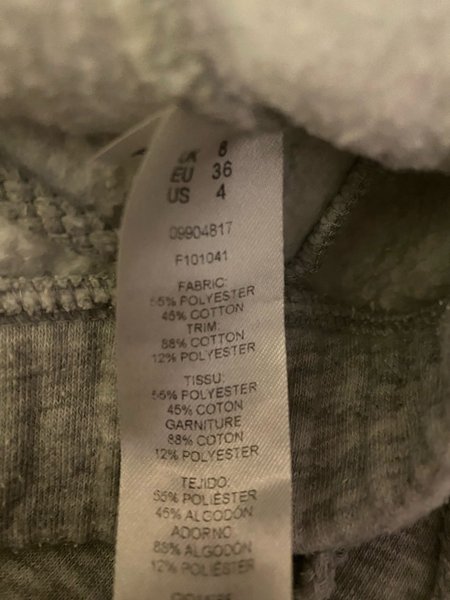 UK 8
EU 36
US 4
09904817
F101041
FABRIC:
55% POLYESTER
45% COTTON
TRIM:
88% COTTON
12% POLYESTER
TISSU:
55% POLYESTER
45% COTON
GARNITURE
88% COTON
12% POLYESTER
TEJIDO:
55% POLIÉSTER
45% ALGODÓN
ADORNO
88% ALGODÓN
12% POLIÉSTER